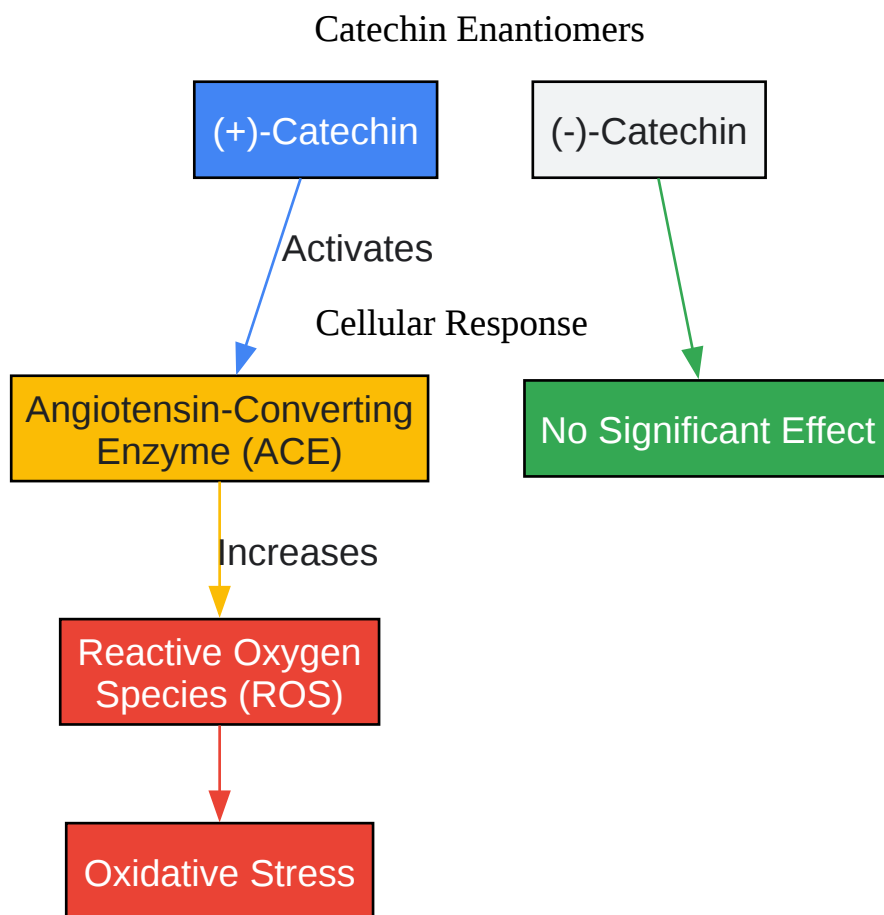 Catechin Enantiomers
(+)-Catechin
(-)-Catechin
Activates
Cellular Response
Angiotensin-Converting
Enzyme (ACE)
No Significant Effect
Increases
Reactive Oxygen
Species (ROS)
Oxidative Stress